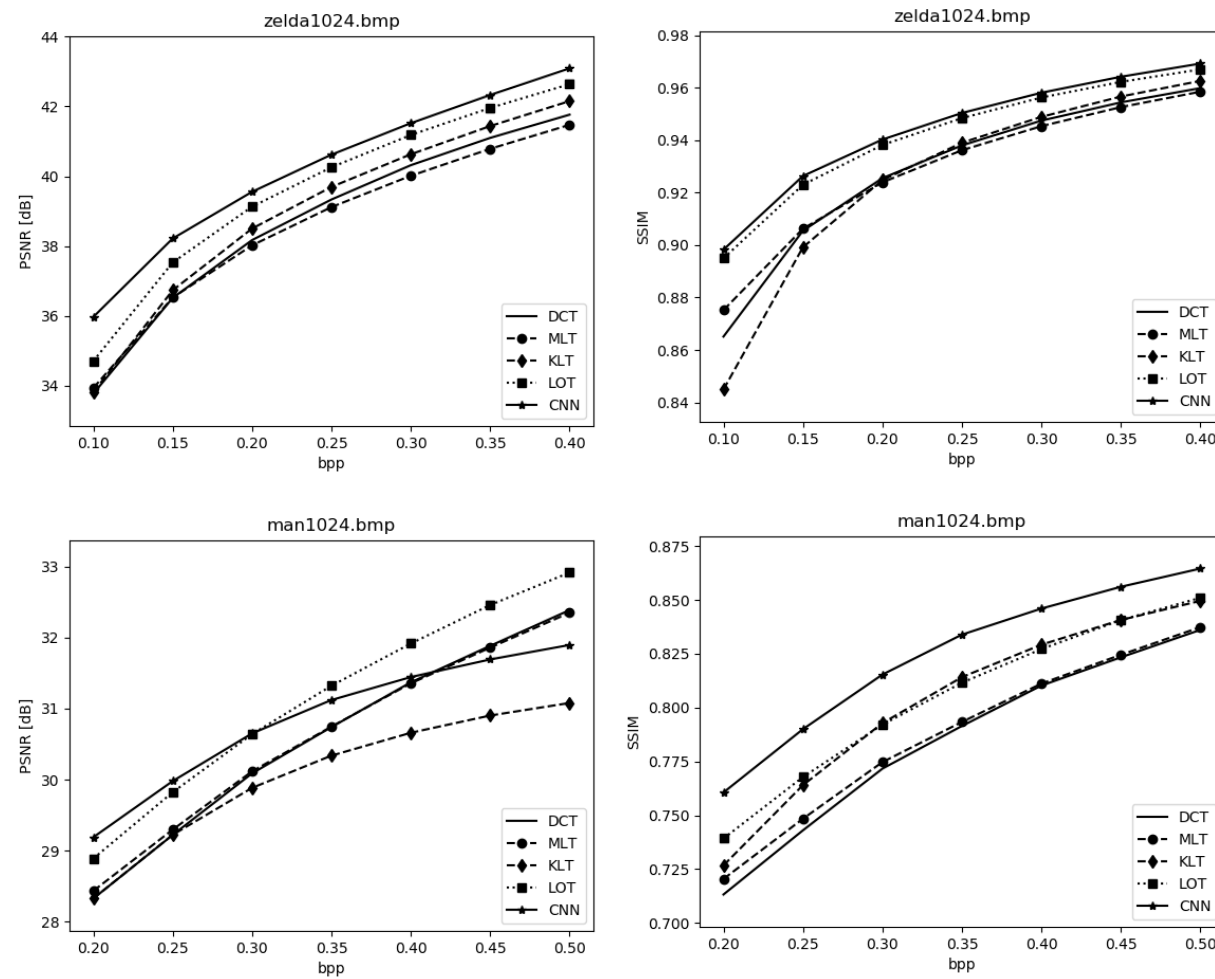 zelda1024.bmp
44
42
40
38
36
34
PSNR [dB]
0.10 0.15 0.20 0.25 0.30 0.35 0.40
bpp
DCT
MLT
KLT
LOT
CNN
zelda1024.bmp
0.98
0.96
0.94
0.92
0.90
0.88
0.86
0.84
SSIM
0.10 0.15 0.20 0.25 0.30 0.35 0.40
bpp
DCT
MLT
KLT
LOT
CNN
man1024.bmp
33
32
31
30
29
28
PSNR [dB]
0.20 0.25 0.30 0.35 0.40 0.45 0.50
bpp
DCT
MLT
KLT
LOT
CNN
man1024.bmp
0.875
0.850
0.825
0.800
0.775
0.750
0.725
0.700
SSIM
0.20 0.25 0.30 0.35 0.40 0.45 0.50
bpp
DCT
MLT
KLT
LOT
CNN